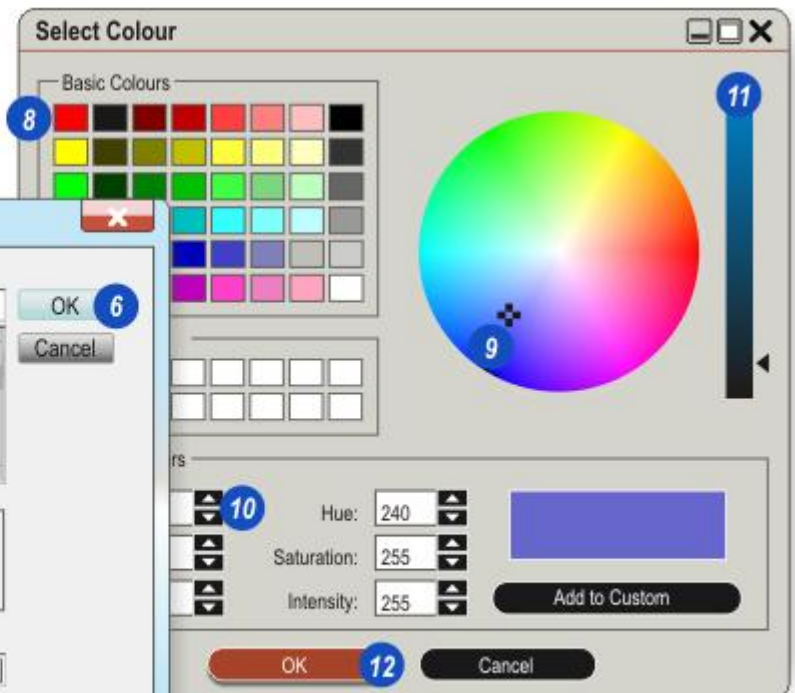 Select Colour
Basic Colours
8
11
OK 6
Cancel
9
rs
10
Hue: 240
Saturation: 255
Intensity: 255
Add to Custom
OK 12
Cancel